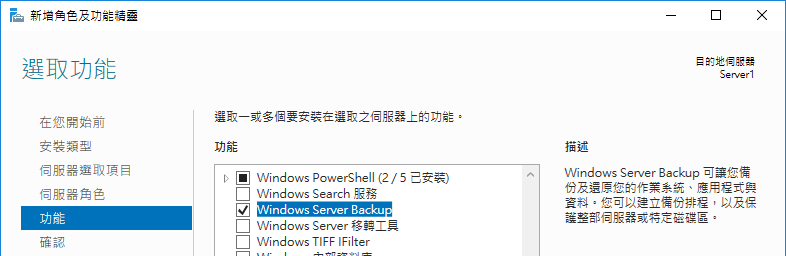 新增角色及功能精靈
選取功能
目的地伺服器
Server1
在您開始前
安裝類型
伺服器選取項目
伺服器角色
功能
確認
選取一或多個要安裝在選取之伺服器上的功能。
功能
Windows PowerShell (2 / 5 已安裝)
Windows Search 服務
Windows Server Backup
Windows Server 移轉工具
Windows TIFF IFilter
Windows 內部資料庫
描述
Windows Server Backup 可讓您備
份及還原您的作業系統、應用程式與
資料。您可以建立備份排程，以及保
護整部伺服器或特定磁碟區。